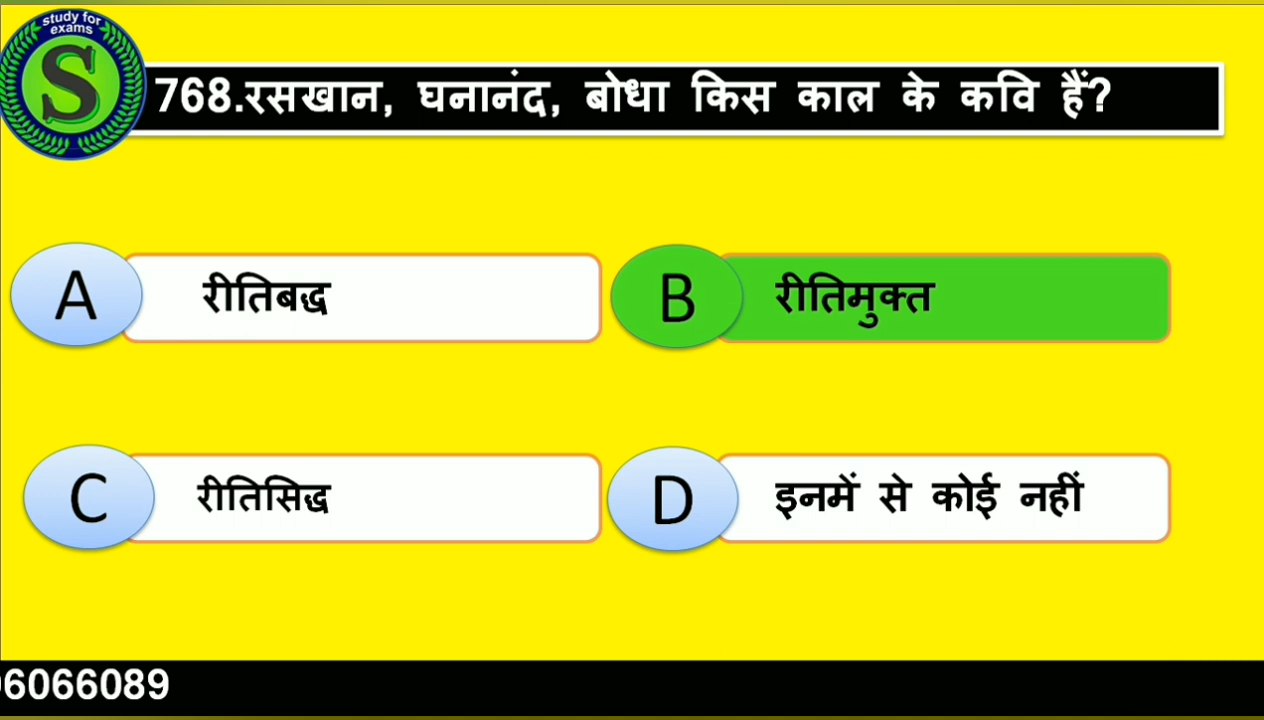 study for
exams
S
768.रसखान, घनानंद, बोधा किस काल के कवि हैं?
A रीतिबद्ध
B रीतिमुक्त
C रीतिसिद्ध
D इनमें से कोई नहीं
6066089